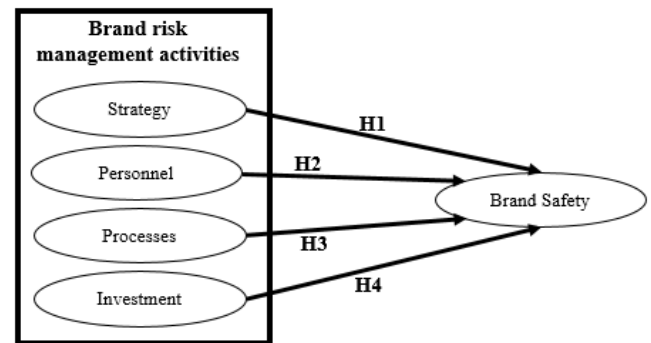 Brand risk
management activities
Strategy
H1
Personnel
H2
Brand Safety
Processes
H3
Investment
H4